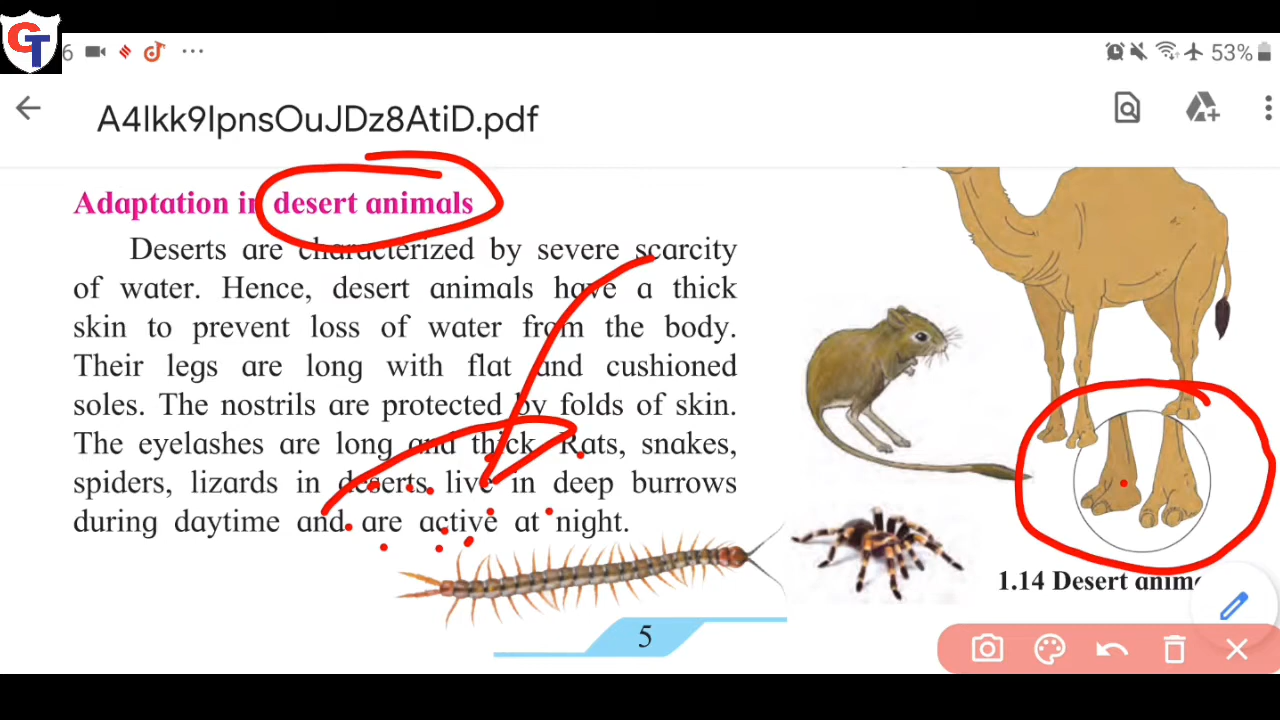 GT
6
53%
A4lkk9lpnsOuJDz8AtiD.pdf
Adaptation in desert animals
Deserts are characterized by severe scarcity
of water. Hence, desert animals have a thick
skin to prevent loss of water from the body.
Their legs are long with flat and cushioned
soles. The nostrils are protected by folds of skin.
The eyelashes are long and thick. Rats, snakes,
spiders, lizards in deserts live in deep burrows
during daytime and are active at night.
1.14 Desert anima
5